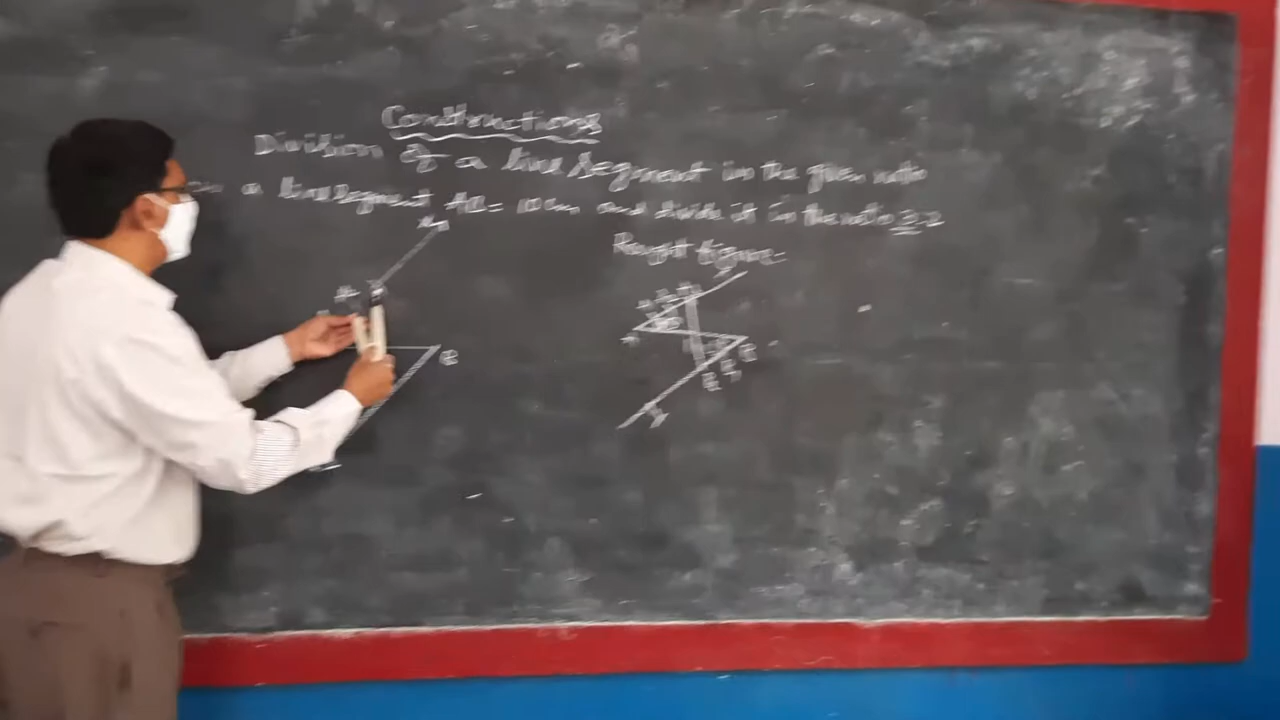 Constructions
Division of a line segment in the given ratio
a line segment AB = 10 cm and divide it in the ratio 3:2
Rough figure
B
B